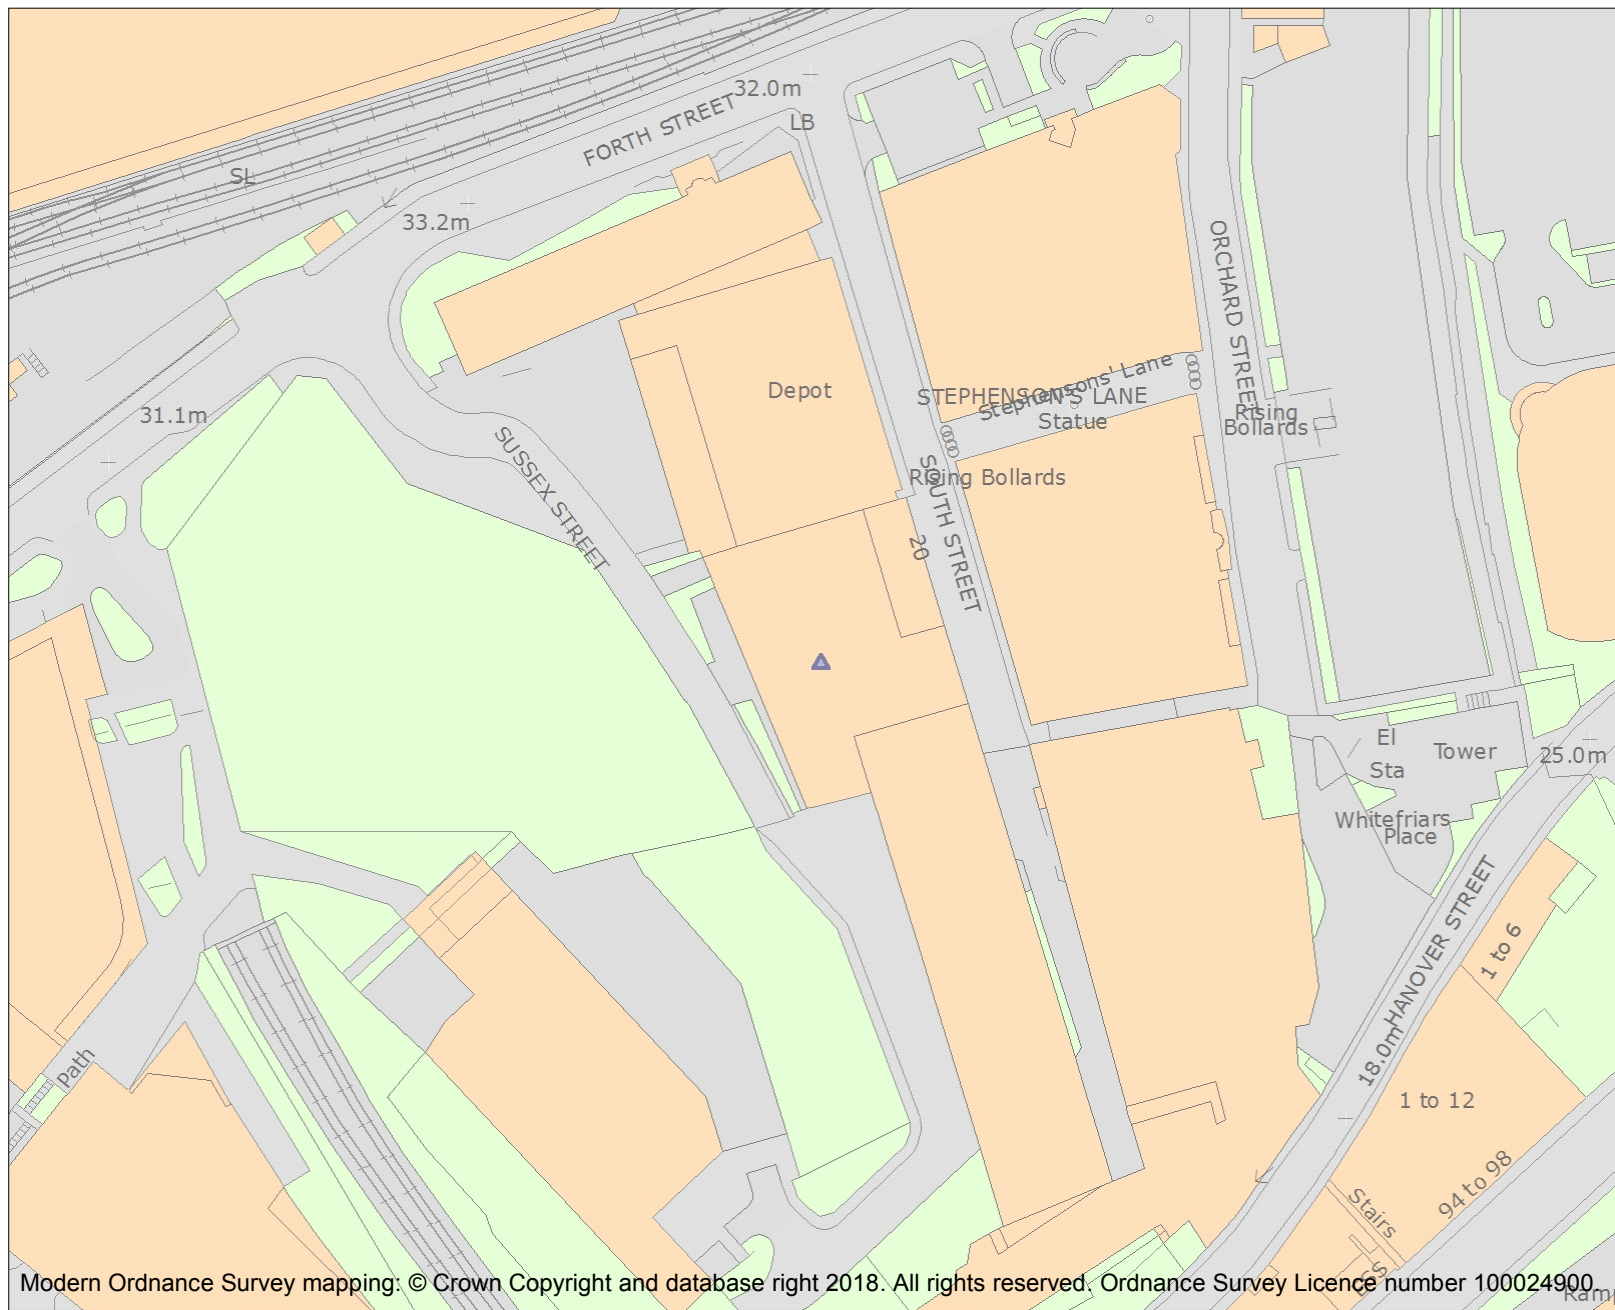 32.0m
FORTH STREET
LB
SL
33.2m
ORCHARD STREET
Stephensons' Lane
STEPHENSON'S LANE
Depot
Statue
Rising
Bollards
31.1m
SUSSEX STREET
Rising Bollards
SOUTH STREET
20
El
Sta
Tower
25.0m
Whitefriars
Place
HANOVER STREET
1 to 6
18.0m
Path
1 to 12
94 to 98
Stairs
ESS
Ramp
Modern Ordnance Survey mapping: © Crown Copyright and database right 2018. All rights reserved. Ordnance Survey Licence number 100024900.